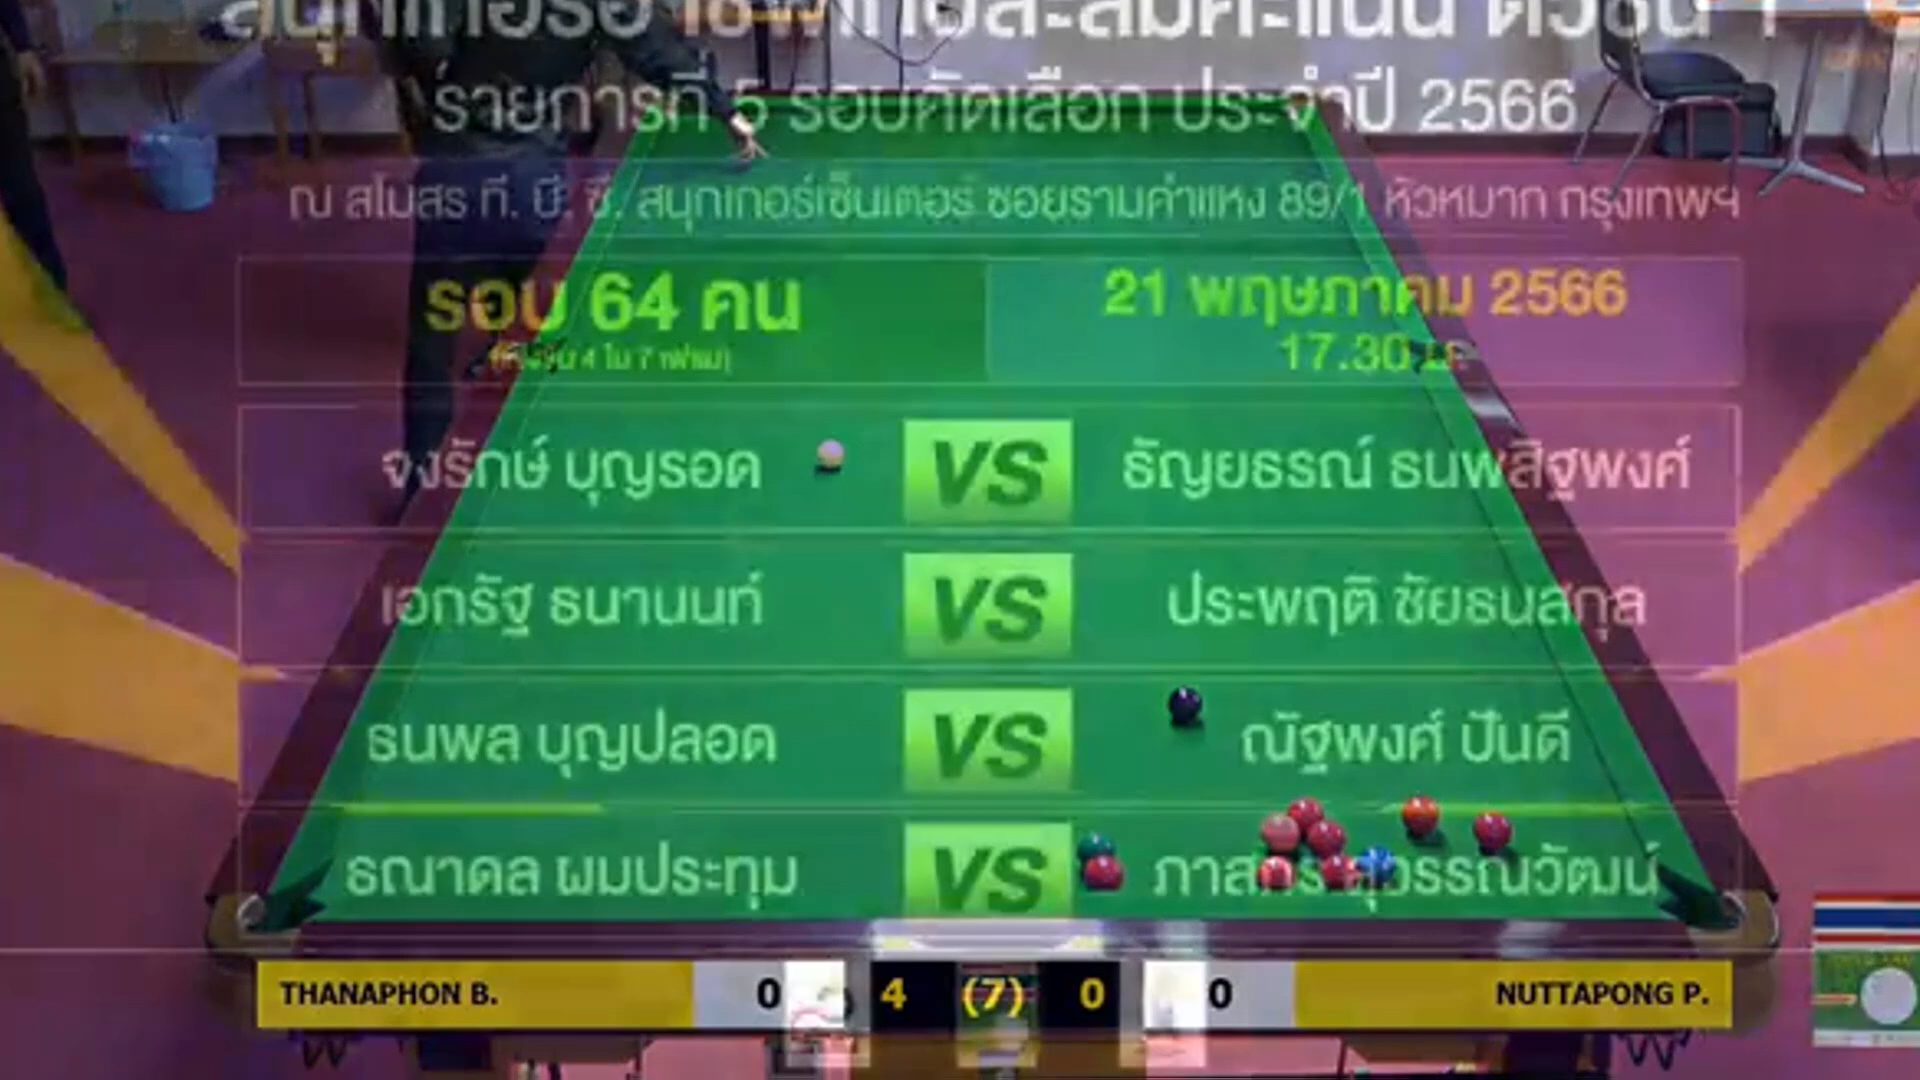 รายการที่ 5 รอบคัดเลือก ประจำปี 2566
ณ สโมสร ที. บี. ซี. สนุกเกอร์เซ็นเตอร์ ซอยรามคำแหง 89/1 หัวหมาก กรุงเทพฯ
รอบ 64 คน
4 ใน 7 เฟรม)
21 พฤษภาคม 2566
17.30 น.
จงรักษ์ บุญรอด VS ธัญยธรณ์ ธนพสิฐพงศ์
เอกรัฐ ธนานนท์ VS ประพฤติ ชัยธนสกุล
ธนพล บุญปลอด VS ณัฐพงศ์ ปันดี
ธณาดล ผมประทุม VS
THANAPHON B. 0 4 (7) 0 0 NUTTAPONG P.